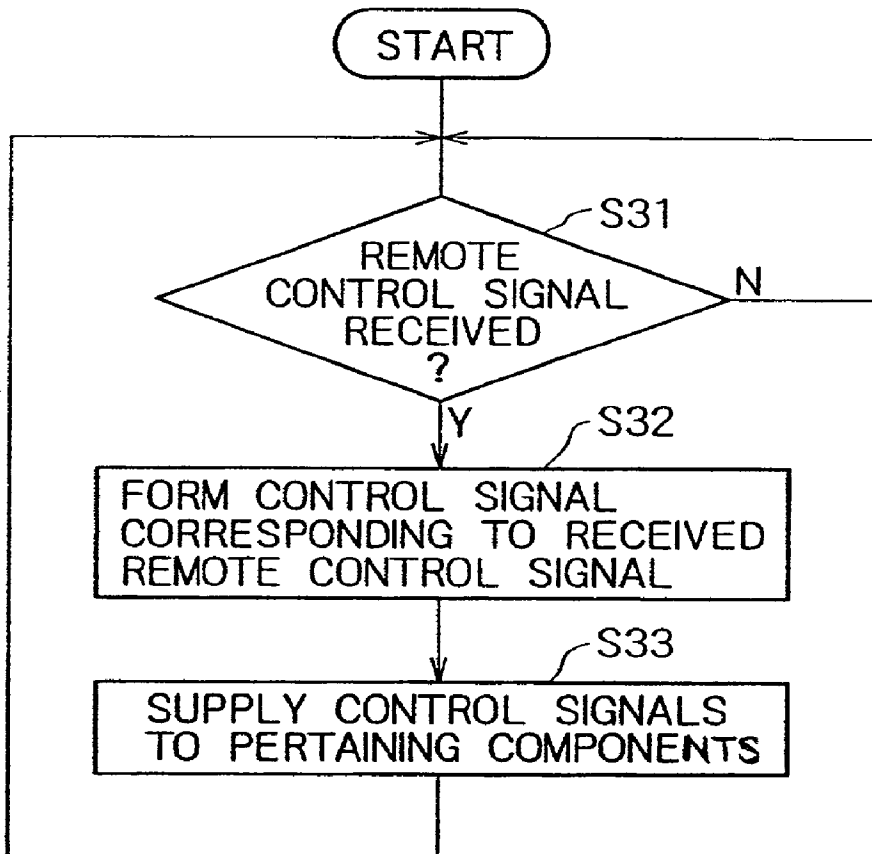 START
S31
REMOTE
CONTROL SIGNAL
RECEIVED
?
N
Y
S32
FORM CONTROL SIGNAL
CORRESPONDING TO RECEIVED
REMOTE CONTROL SIGNAL
S33
SUPPLY CONTROL SIGNALS
TO PERTAINING COMPONENTS